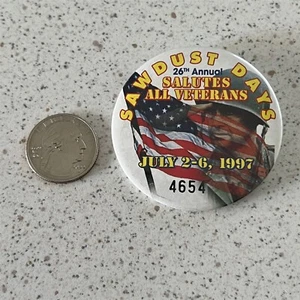 SAWDUST DAYS
26TH Annual
SALUTES
ALL VETERANS
JULY 2-6, 1997
4654